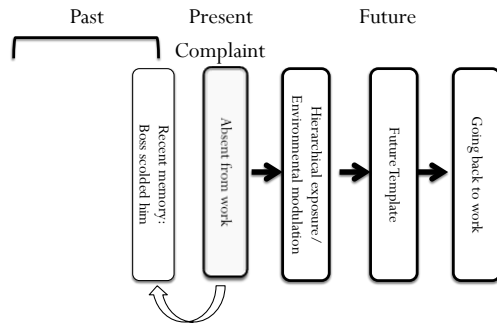 Past
Present
Future
Complaint
Recent memory:
Boss scolded him
Absent from work
Hierarchical exposure/
Environmental modulation
Future Template
Going back to work